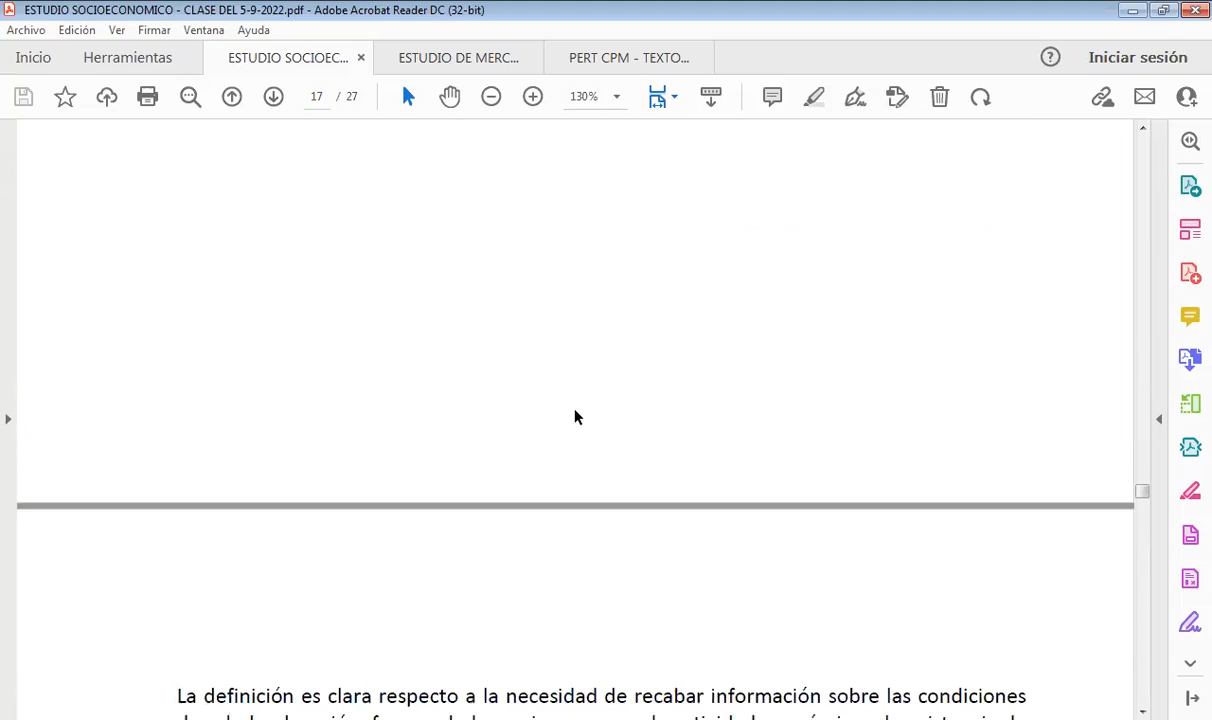 ESTUDIO SOCIOECONOMICO - CLASE DEL 5-9-2022.pdf - Adobe Acrobat Reader DC (32-bit)
Archivo Edición Ver Firmar Ventana Ayuda
Inicio Herramientas ESTUDIO SOCIOEC... × ESTUDIO DE MERC... PERT CPM - TEXTO... Iniciar sesión
17 / 27 130%
La definición es clara respecto a la necesidad de recabar información sobre las condiciones